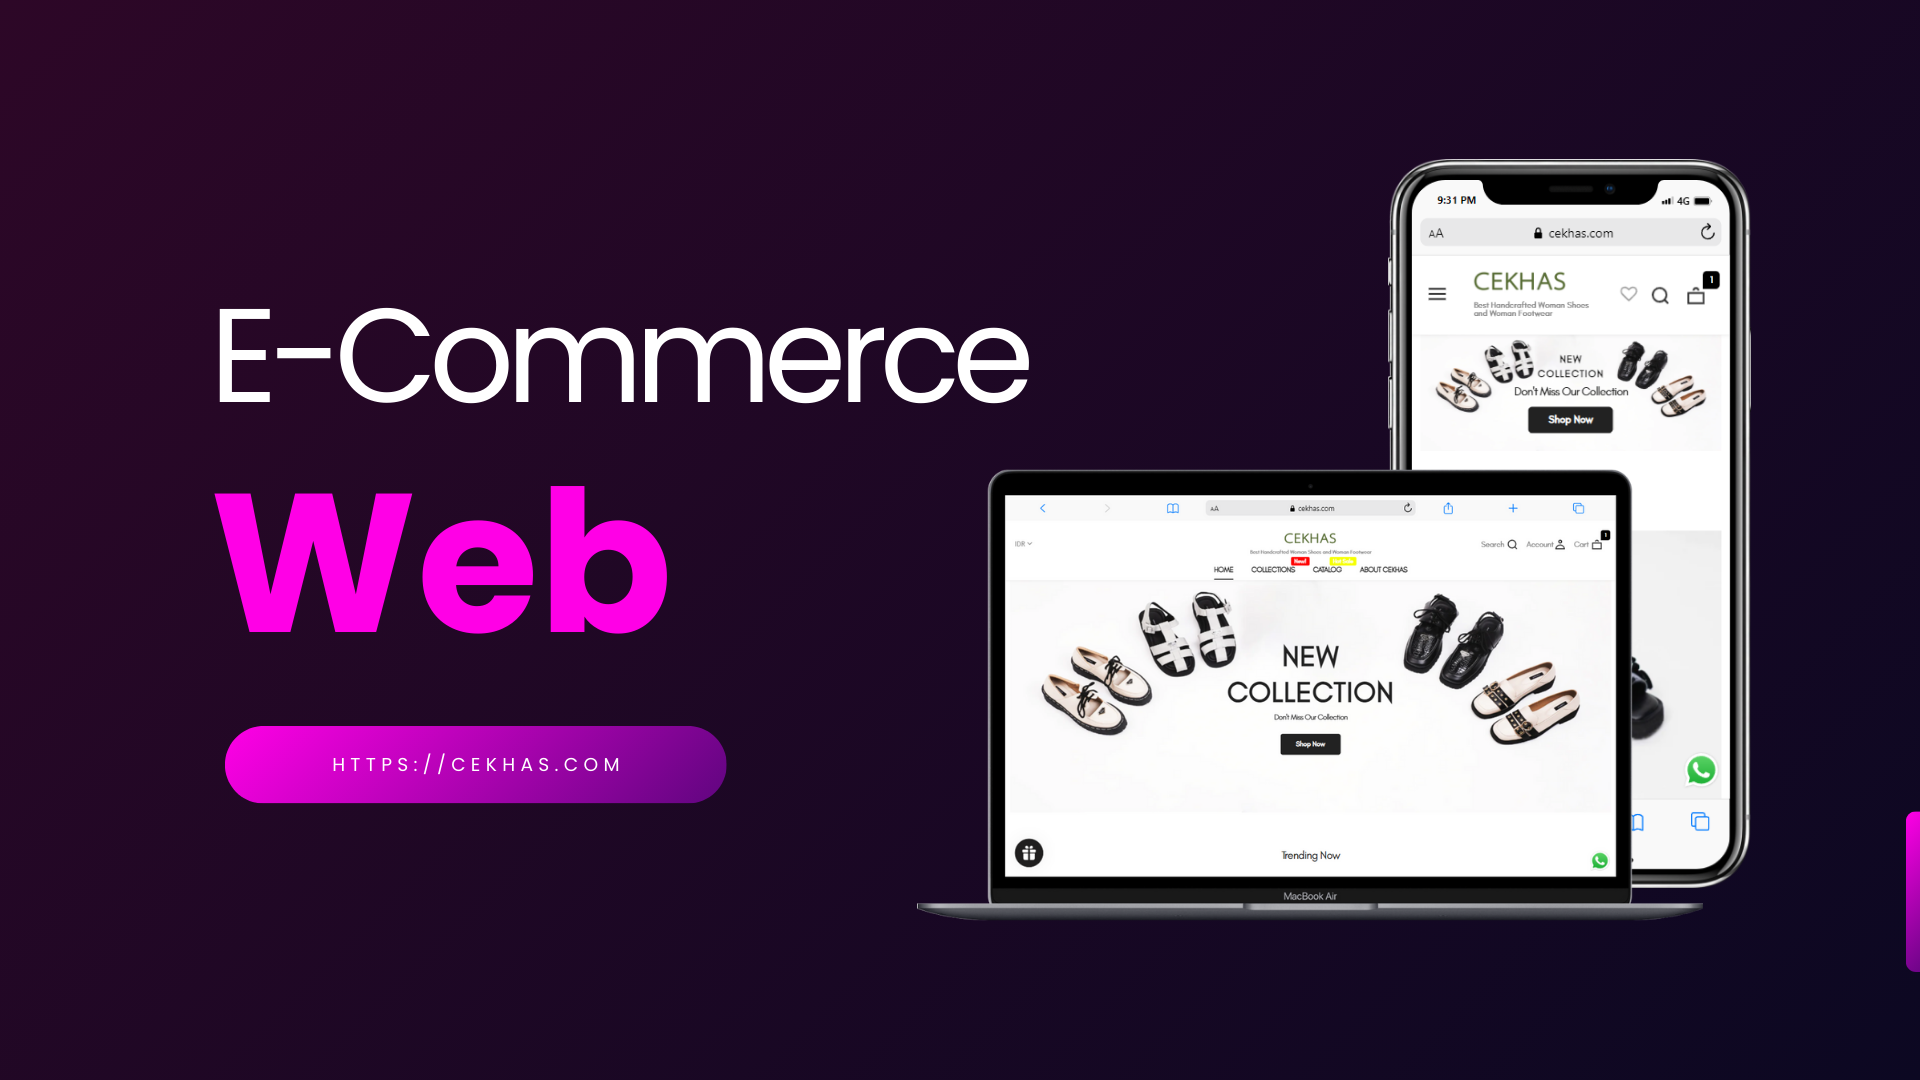 E-Commerce
Web
HTTPS://CEKHAS.COM
9:31 PM
4G
AA
cekhas.com
CEKHAS
1
Best Handcrafted Woman Shoes
and Woman Footwear
NEW
COLLECTION
Don't Miss Our Collection
Shop Now
AA
cekhas.com
IDR
CEKHAS
Best Handcrafted Woman Shoes and Woman Footwear
Search
Account
Cart
1
New!
HOME
COLLECTIONS
CATALOG
ABOUT CEKHAS
NEW
COLLECTION
Don't Miss Our Collection
Shop Now
Trending Now
MacBook Air